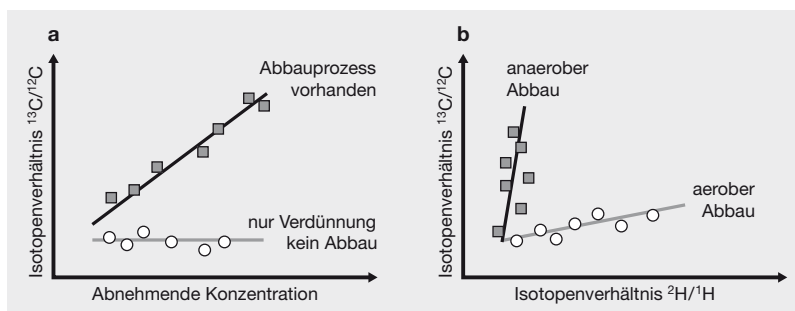 a
Isotopenverhältnis ¹³C/¹²C
Abbauprozess
vorhanden
nur Verdünnung
kein Abbau
Abnehmende Konzentration
b
Isotopenverhältnis ¹³C/¹²C
anaerober
Abbau
aerober
Abbau
Isotopenverhältnis ²H/¹H